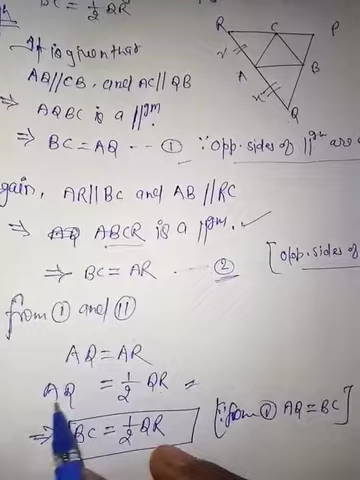 BC = 1/2 QR
It is given that
AQ//CB, and AC//QB
⇒ AQBC is a ||gm.
⇒ BC = AQ --- ① ∵ opp. sides of ||gm are
gain, AR//BC and AB//RC
⇒ ABCR is a ||gm. ✓
⇒ BC = AR --- ② [opp. sides of
from ① and ⑪
AQ = AR
AQ = 1/2 QR =
⇒ BC = 1/2 QR [∵ from ① AQ = BC]
R C P
A B
x
Q